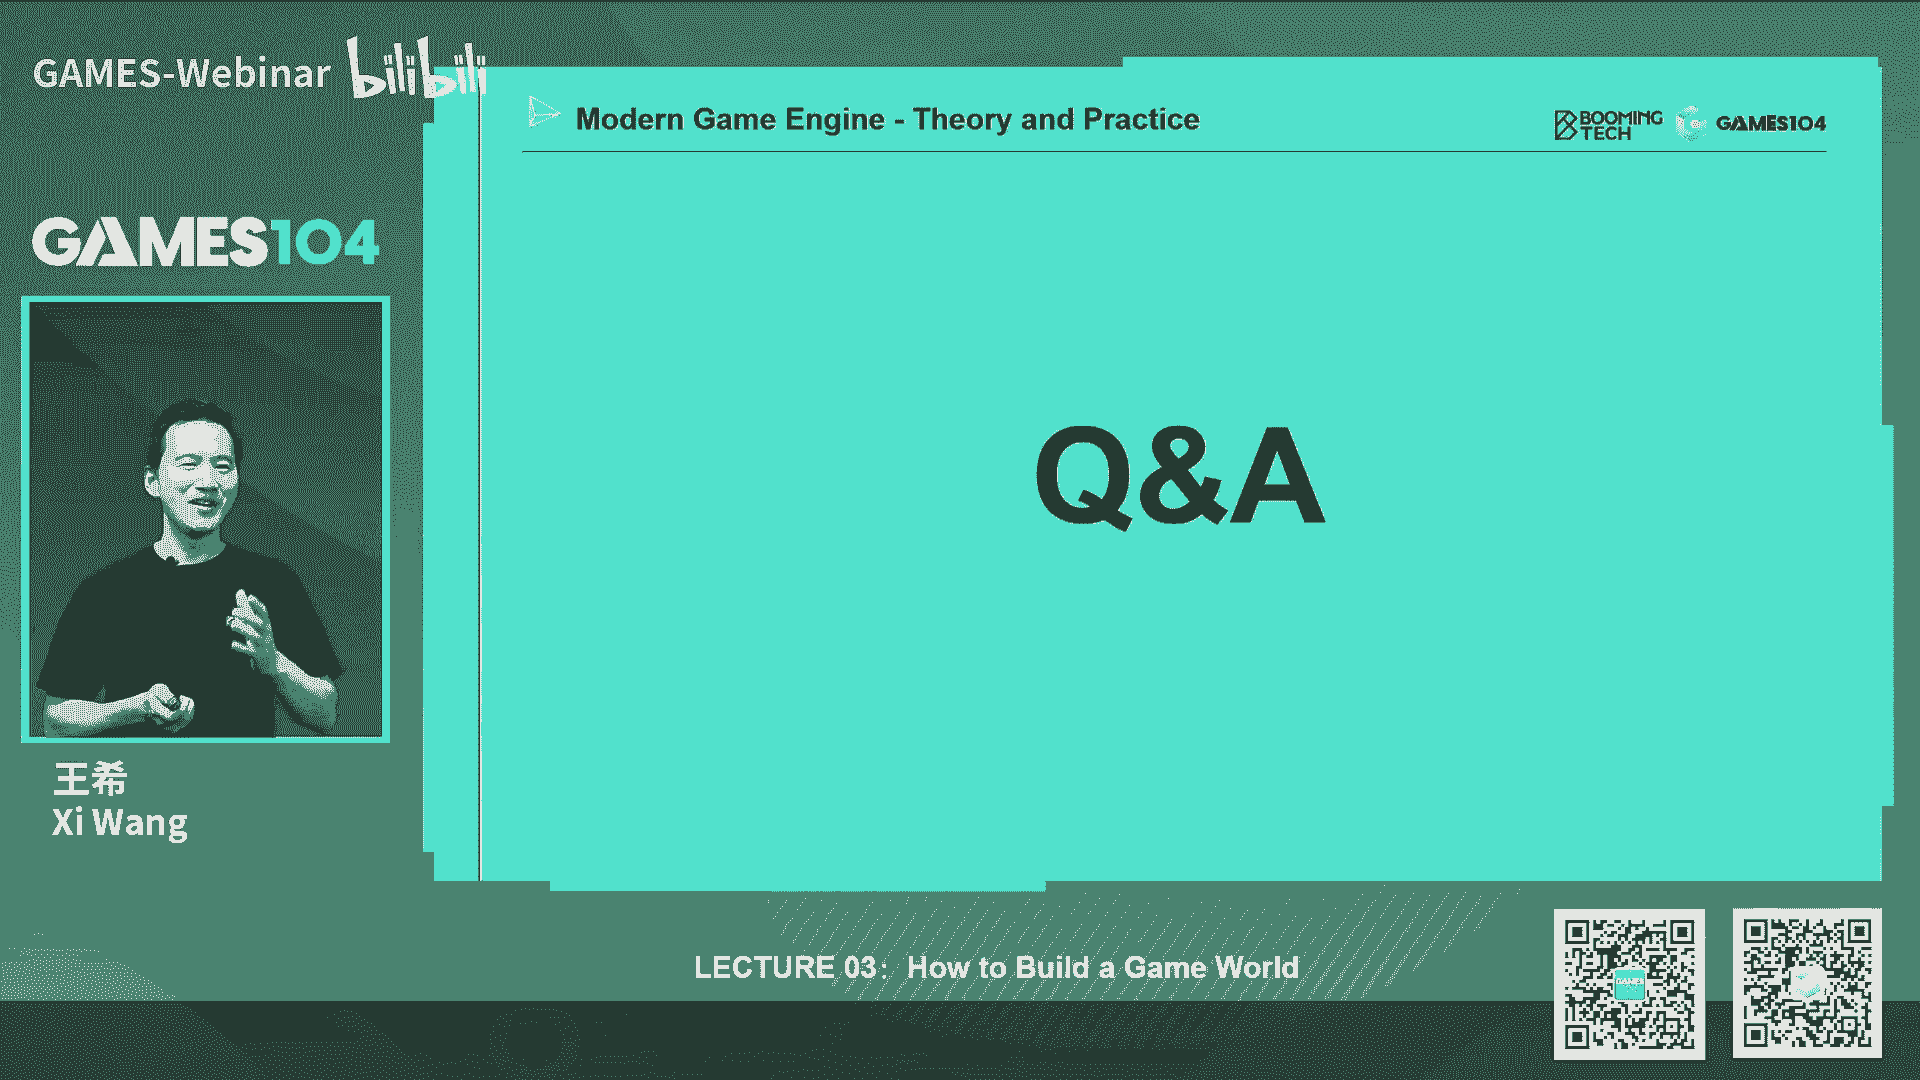 GAMES-Webinar bilibili
Modern Game Engine - Theory and Practice
BOOMING
TECH
GAMES104
GAMES104
Q&A
王希
Xi Wang
LECTURE 03：How to Build a Game World
GAMES